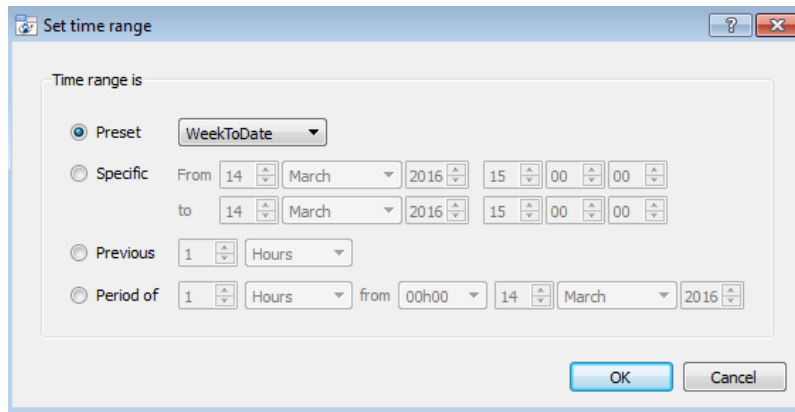 Set time range
Time range is
Preset WeekToDate
Specific From 14 March 2016 15 00 00
to 14 March 2016 15 00 00
Previous 1 Hours
Period of 1 Hours from 00h00 14 March 2016
OK Cancel